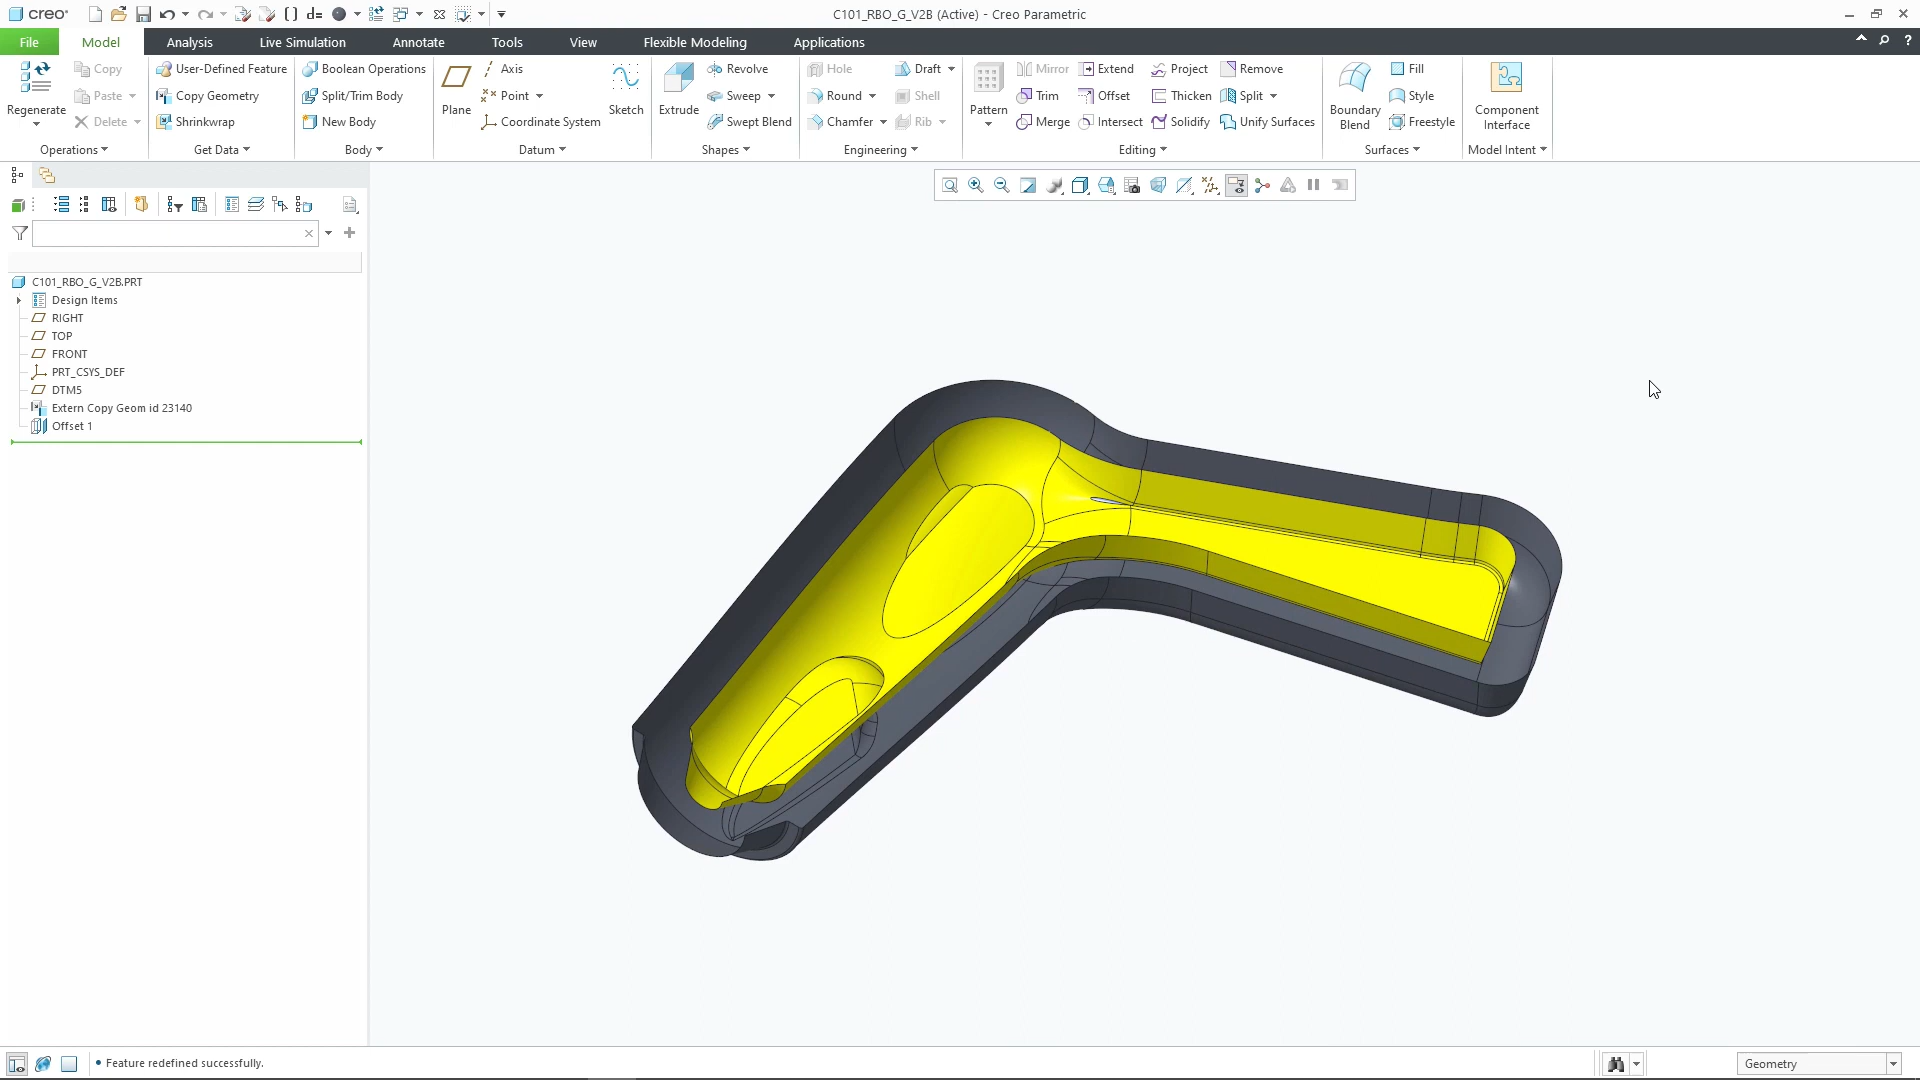 creo
d=
C101_RBO_G_V2B (Active) - Creo Parametric
File Model Analysis Live Simulation Annotate Tools View Flexible Modeling Applications
Regenerate
Copy
Paste
Delete
Operations
User-Defined Feature
Copy Geometry
Shrinkwrap
Get Data
Boolean Operations
Split/Trim Body
New Body
Body
Plane
Axis
Point
Coordinate System
Sketch
Datum
Extrude
Revolve
Sweep
Swept Blend
Shapes
Hole
Round
Chamfer
Draft
Shell
Rib
Engineering
Pattern
Mirror
Trim
Merge
Extend
Offset
Intersect
Project
Thicken
Solidify
Remove
Split
Unify Surfaces
Editing
Boundary
Blend
Fill
Style
Freestyle
Surfaces
Component
Interface
Model Intent
C101_RBO_G_V2B.PRT
Design Items
RIGHT
TOP
FRONT
PRT_CSYS_DEF
DTM5
Extern Copy Geom id 23140
Offset 1
• Feature redefined successfully.
Geometry